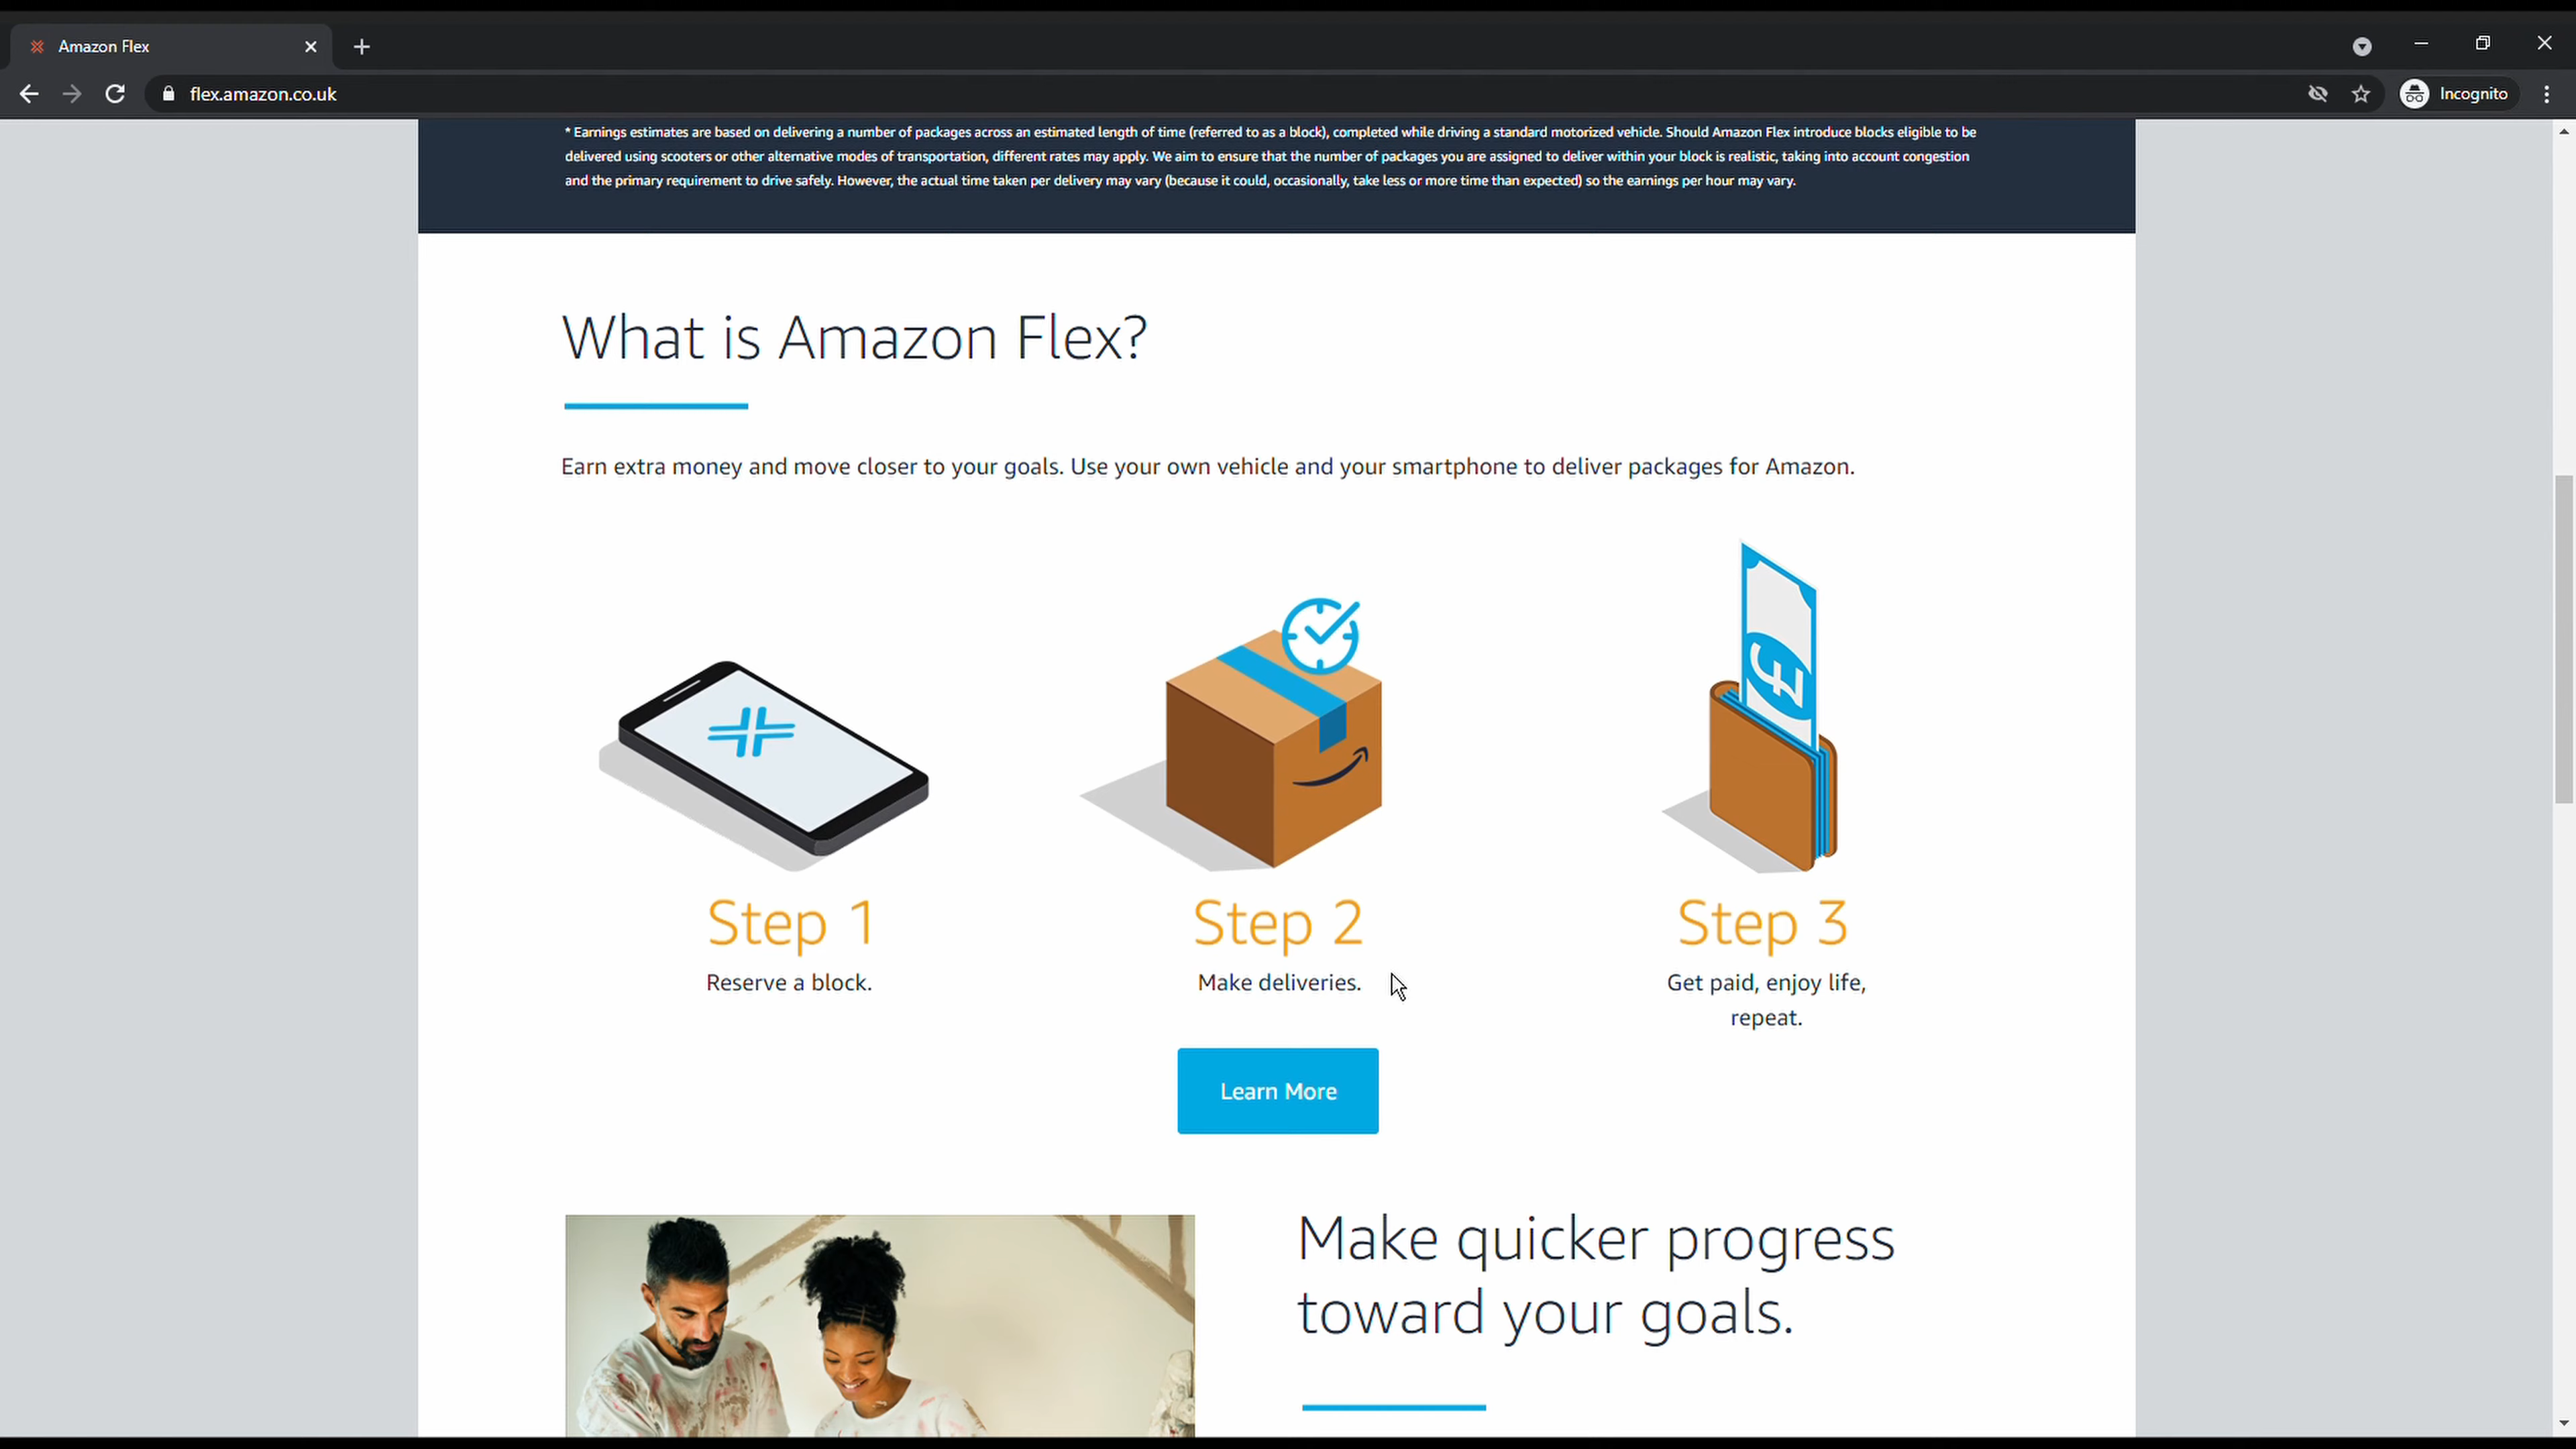 Amazon Flex
flex.amazon.co.uk
Incognito
* Earnings estimates are based on delivering a number of packages across an estimated length of time (referred to as a block), completed while driving a standard motorized vehicle. Should Amazon Flex introduce blocks eligible to be
delivered using scooters or other alternative modes of transportation, different rates may apply. We aim to ensure that the number of packages you are assigned to deliver within your block is realistic, taking into account congestion
and the primary requirement to drive safely. However, the actual time taken per delivery may vary (because it could, occasionally, take less or more time than expected) so the earnings per hour may vary.
What is Amazon Flex?
Earn extra money and move closer to your goals. Use your own vehicle and your smartphone to deliver packages for Amazon.
£
Step 1
Reserve a block.
Step 2
Make deliveries.
Step 3
Get paid, enjoy life,
repeat.
Learn More
Make quicker progress
toward your goals.